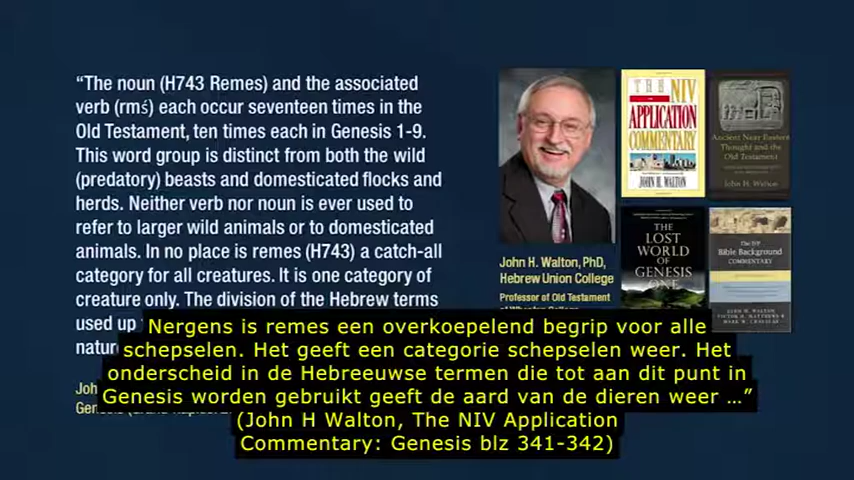 “The noun (H743 Remes) and the associated
verb (rmś) each occur seventeen times in the
Old Testament, ten times each in Genesis 1-9.
This word group is distinct from both the wild
(predatory) beasts and domesticated flocks and
herds. Neither verb nor noun is ever used to
refer to larger wild animals or to domesticated
animals. In no place is remes (H743) a catch-all
category for all creatures. It is one category of
creature only. The division of the Hebrew terms
used up
THE NIV
APPLICATION
COMMENTARY
JOHN H. WALTON
Ancient Near Eastern
Thought and the
Old Testament
John H. Walton
THE
LOST
WORLD
OF
GENESIS
ONE
The IVP
Bible Background
COMMENTARY
JOHN H. WALTON
VICTOR H. MATTHEWS &
MARK W. CHAVALAS
John H. Walton, PhD,
Hebrew Union College
Professor of Old Testament
Nergens is remes een overkoepelend begrip voor alle
schepselen. Het geeft een categorie schepselen weer. Het
onderscheid in de Hebreeuwse termen die tot aan dit punt in
Genesis worden gebruikt geeft de aard van de dieren weer …”
(John H Walton, The NIV Application
Commentary: Genesis blz 341-342)